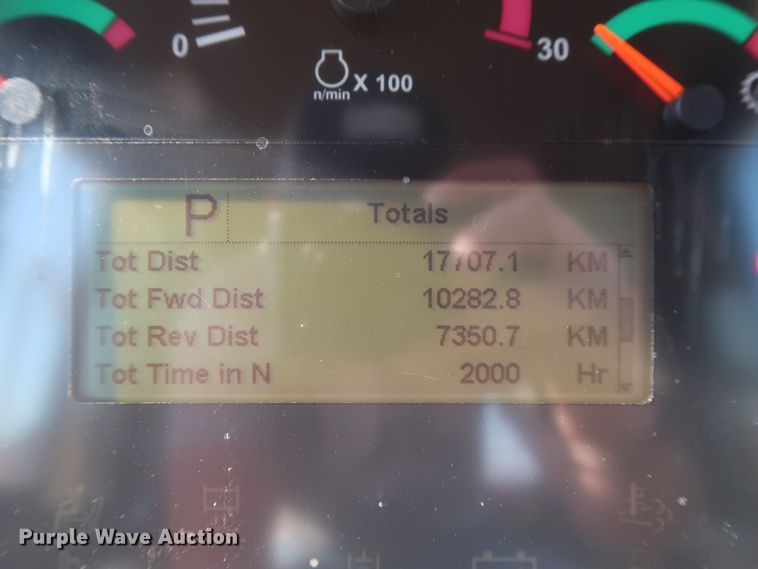 0
30
n/min X 100
P Totals
Tot Dist 17707.1 KM
Tot Fwd Dist 10282.8 KM
Tot Rev Dist 7350.7 KM
Tot Time in N 2000 Hr
Purple Wave Auction